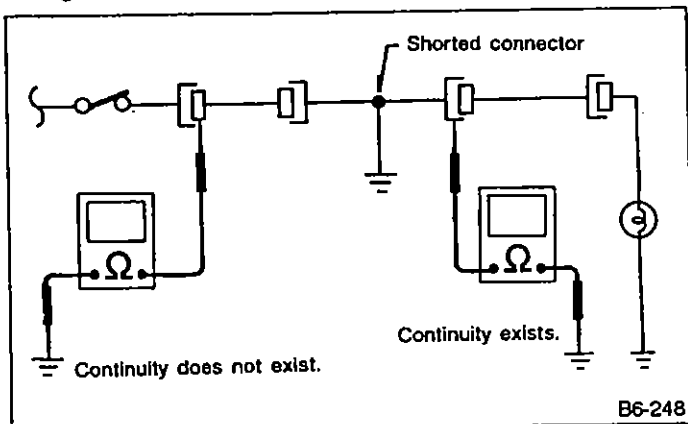 Shorted connector
Ω
Ω
Continuity exists.
Continuity does not exist.
B6-248